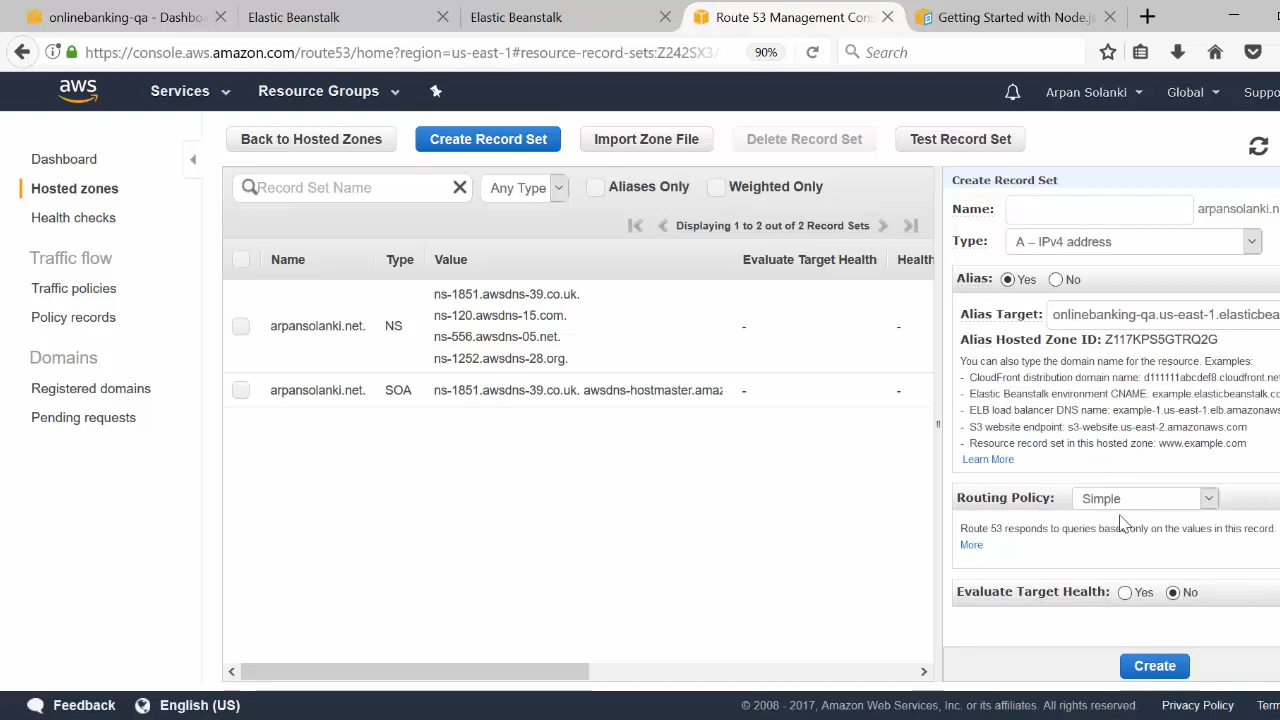 onlinebanking-qa - Dashbo
Elastic Beanstalk
Elastic Beanstalk
Route 53 Management Con
Getting Started with Node.js
https://console.aws.amazon.com/route53/home?region=us-east-1#resource-record-sets:Z242SX3
90%
Search
aws
Services
Resource Groups
Arpan Solanki
Global
Suppo
Dashboard
Hosted zones
Health checks
Traffic flow
Traffic policies
Policy records
Domains
Registered domains
Pending requests
Back to Hosted Zones
Create Record Set
Import Zone File
Delete Record Set
Test Record Set
Record Set Name
Any Type
Aliases Only
Weighted Only
Displaying 1 to 2 out of 2 Record Sets
Name Type Value Evaluate Target Health Health
arpansolanki.net. NS
ns-1851.awsdns-39.co.uk.
ns-120.awsdns-15.com.
ns-556.awsdns-05.net.
ns-1252.awsdns-28.org.
- -
arpansolanki.net. SOA ns-1851.awsdns-39.co.uk. awsdns-hostmaster.amaz - -
Create Record Set
Name: arpansolanki.n
Type: A – IPv4 address
Alias: Yes No
Alias Target: onlinebanking-qa.us-east-1.elasticbea
Alias Hosted Zone ID: Z117KPS5GTRQ2G
You can also type the domain name for the resource. Examples:
- CloudFront distribution domain name: d111111abcdef8.cloudfront.net
- Elastic Beanstalk environment CNAME: example.elasticbeanstalk.co
- ELB load balancer DNS name: example-1.us-east-1.elb.amazonaws
- S3 website endpoint: s3-website.us-east-2.amazonaws.com
- Resource record set in this hosted zone: www.example.com
Learn More
Routing Policy: Simple
Route 53 responds to queries based only on the values in this record.
More
Evaluate Target Health: Yes No
Create
Feedback
English (US)
© 2008 - 2017, Amazon Web Services, Inc. or its affiliates. All rights reserved.
Privacy Policy
Term